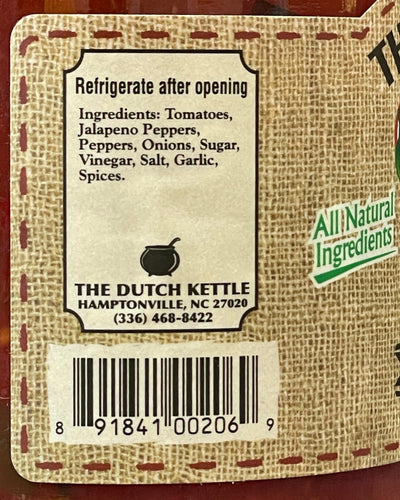 Refrigerate after opening
Ingredients: Tomatoes,
Jalapeno Peppers,
Peppers, Onions, Sugar,
Vinegar, Salt, Garlic,
Spices.
THE DUTCH KETTLE
HAMPTONVILLE, NC 27020
(336) 468-8422
8 91841 00206 9
All Natural
Ingredients
TH